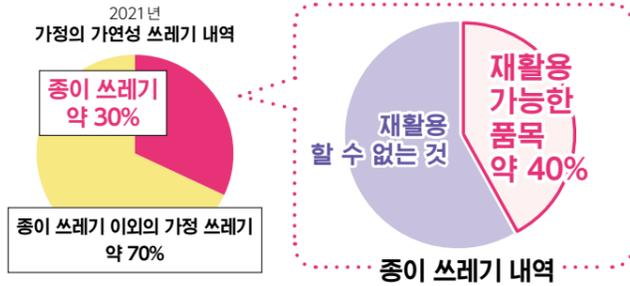 2021년
가정의 가연성 쓰레기 내역
종이 쓰레기
약 30%
종이 쓰레기 이외의 가정 쓰레기
약 70%
재활용
할 수 없는 것
재활용
가능한
품목
약 40%
종이 쓰레기 내역